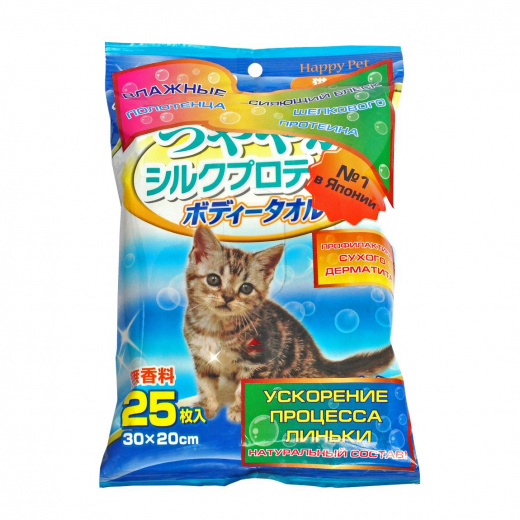 Happy Pet
ВЛАЖНЫЕ
ПОЛОТЕНЦА
СИЯЮЩИЙ БЛЕСК
ШЕЛКОВОГО
ПРОТЕИНА
シルクプロテ
ボディータオル
№1
в Японии
ПРОФИЛАКТИКА
СУХОГО
ДЕРМАТИТА
香料
25枚入
30×20cm
УСКОРЕНИЕ
ПРОЦЕССА
ЛИНЬКИ
НАТУРАЛЬНЫЙ СОСТАВ!